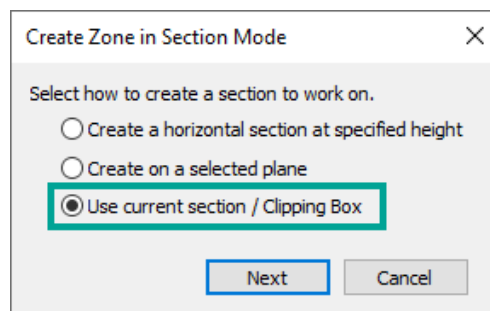 Create Zone in Section Mode
Select how to create a section to work on.
Create a horizontal section at specified height
Create on a selected plane
Use current section / Clipping Box
Next
Cancel